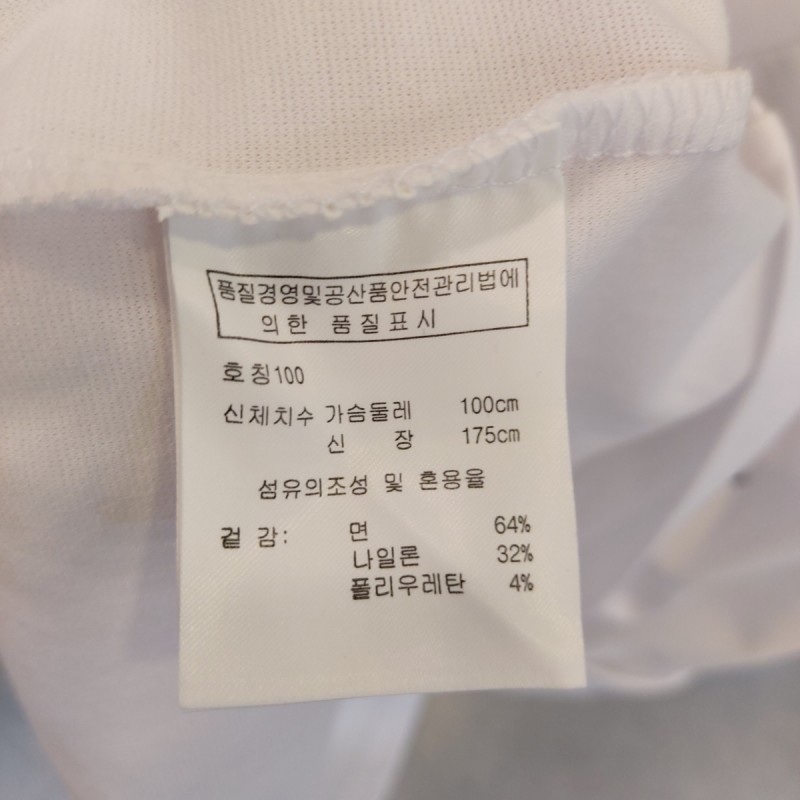 품질경영및공산품안전관리법에
의한 품질표시
호칭100
신체치수 가슴둘레 100cm
신 장 175cm
섬유의조성 및 혼용율
겉감: 면 64%
나일론 32%
폴리우레탄 4%